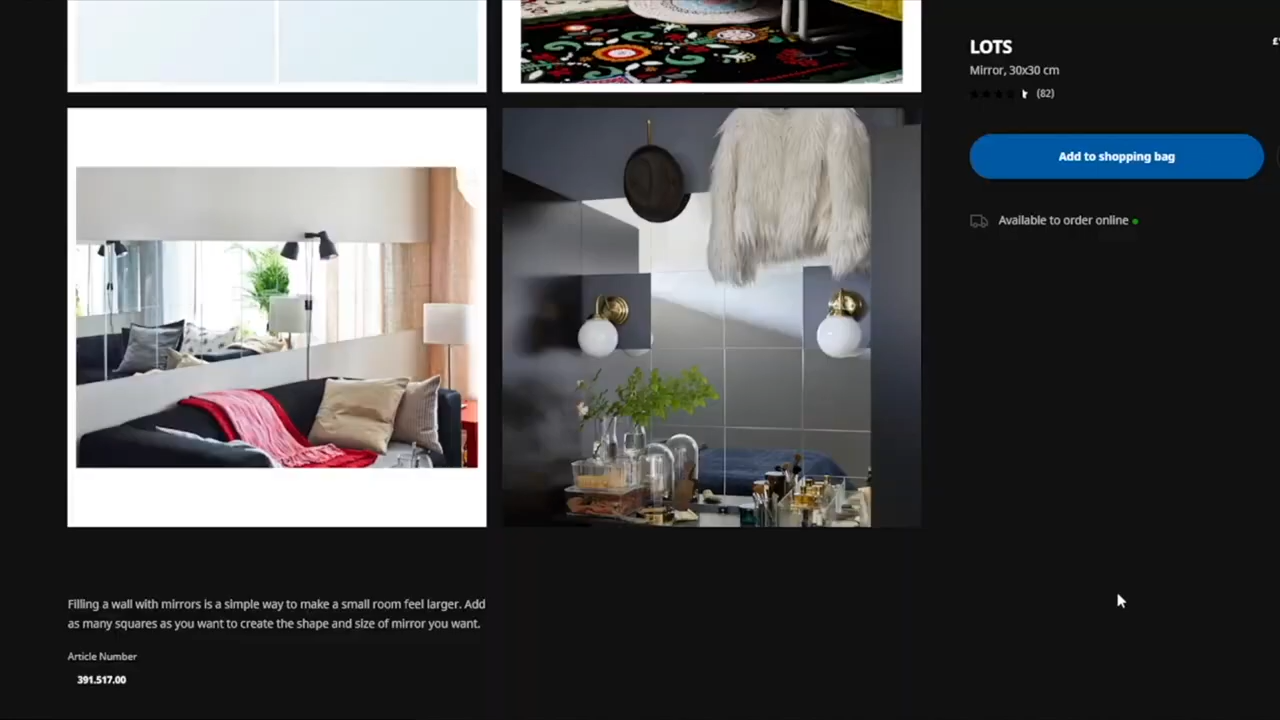 LOTS
Mirror, 30x30 cm
(82)
Add to shopping bag
Available to order online
Filling a wall with mirrors is a simple way to make a small room feel larger. Add
as many squares as you want to create the shape and size of mirror you want.
Article Number
391.517.00